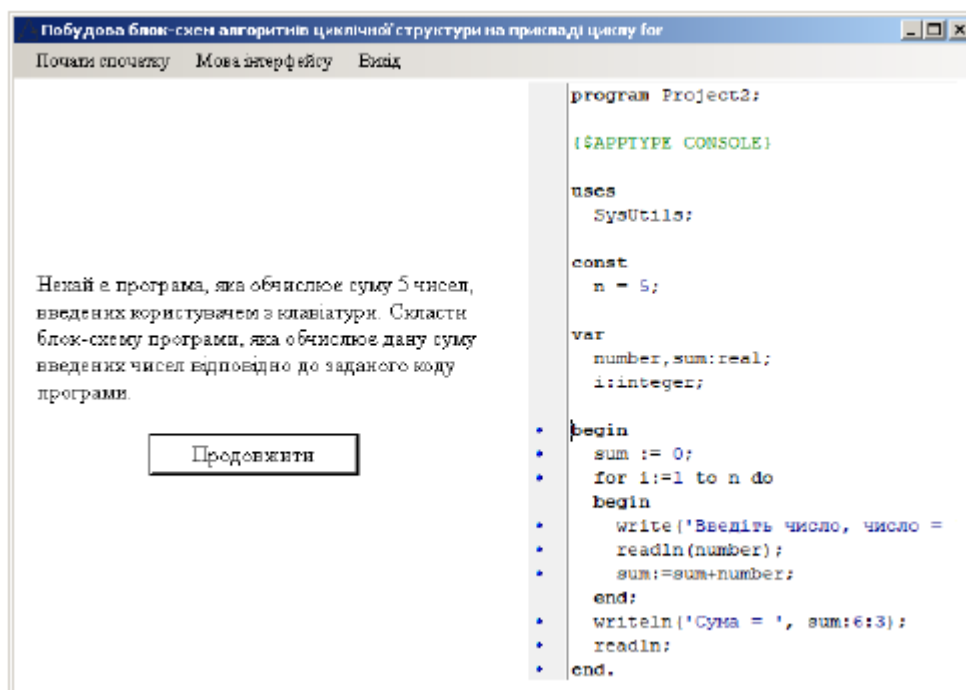 Побудова блок-схем алгоритмів циклічної структури на прикладі циклу for
Почати спочатку Мова інтерфейсу Вихід
Нехай є програма, яка обчислює суму 5 чисел,
введених користувачем з клавіатури. Скласти
блок-схему програми, яка обчислює дану суму
введених чисел відповідно до заданого коду
програми.
Продовжити
program Project2;
{$APPTYPE CONSOLE}
uses
SysUtils;
const
n = 5;
var
number,sum:real;
i:integer;
begin
sum := 0;
for i:=1 to n do
begin
write('Введіть число, число =
readln(number);
sum:=sum+number;
end;
writeln('Сума = ', sum:6:3);
readln;
end.